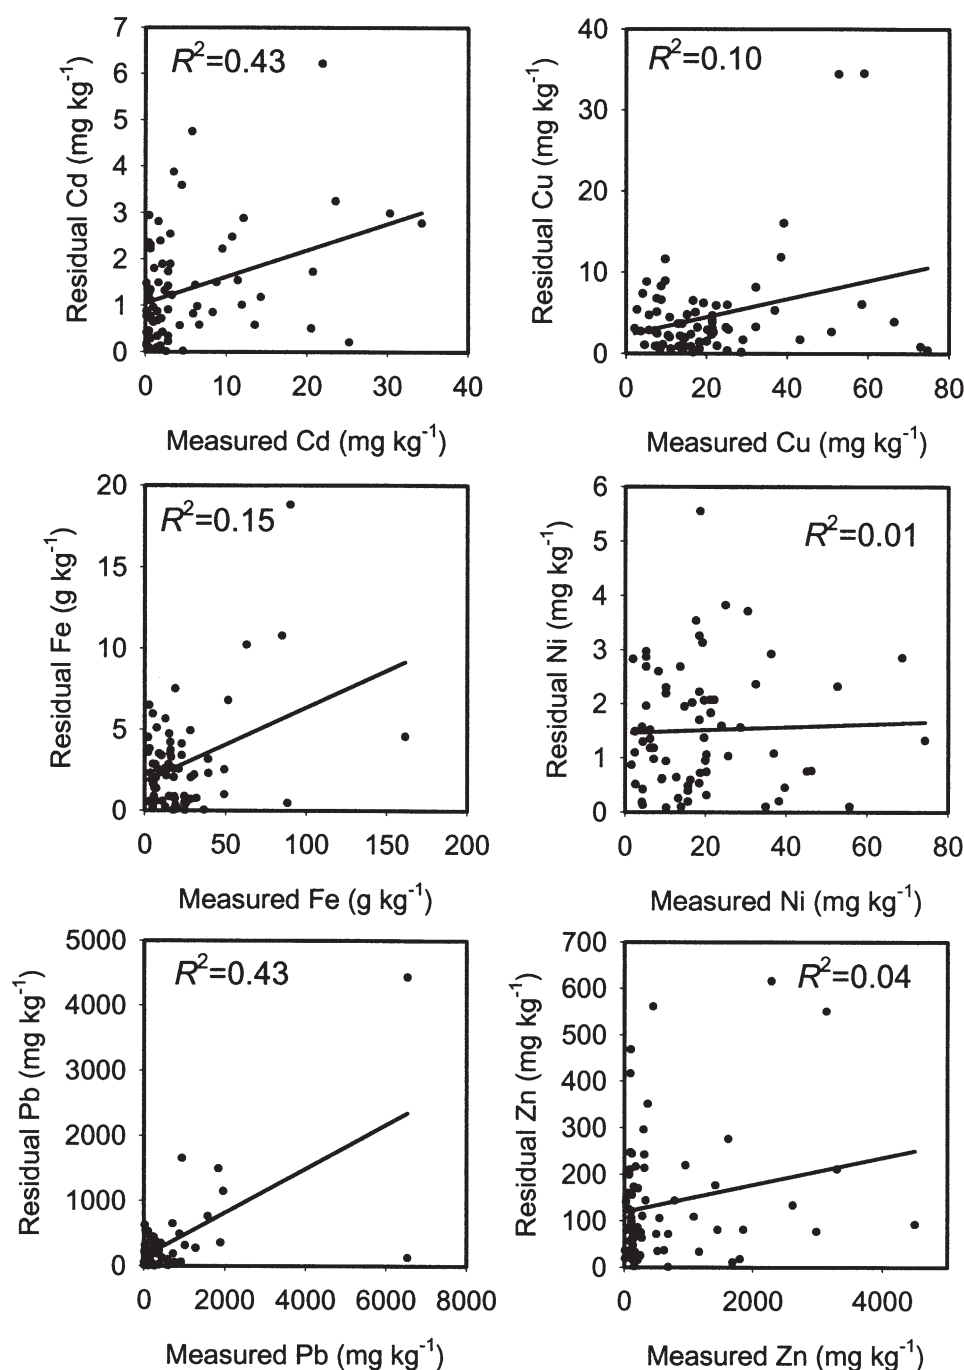 R²=0.43
7
6
5
4
3
2
1
0
Residual Cd (mg kg⁻¹)
0 10 20 30 40
Measured Cd (mg kg⁻¹)
R²=0.10
40
30
20
10
0
Residual Cu (mg kg⁻¹)
0 20 40 60 80
Measured Cu (mg kg⁻¹)
R²=0.15
20
15
10
5
0
Residual Fe (g kg⁻¹)
0 50 100 150 200
Measured Fe (g kg⁻¹)
R²=0.01
6
5
4
3
2
1
0
Residual Ni (mg kg⁻¹)
0 20 40 60 80
Measured Ni (mg kg⁻¹)
R²=0.43
5000
4000
3000
2000
1000
0
Residual Pb (mg kg⁻¹)
0 2000 4000 6000 8000
Measured Pb (mg kg⁻¹)
R²=0.04
700
600
500
400
300
200
100
0
Residual Zn (mg kg⁻¹)
0 2000 4000
Measured Zn (mg kg⁻¹)